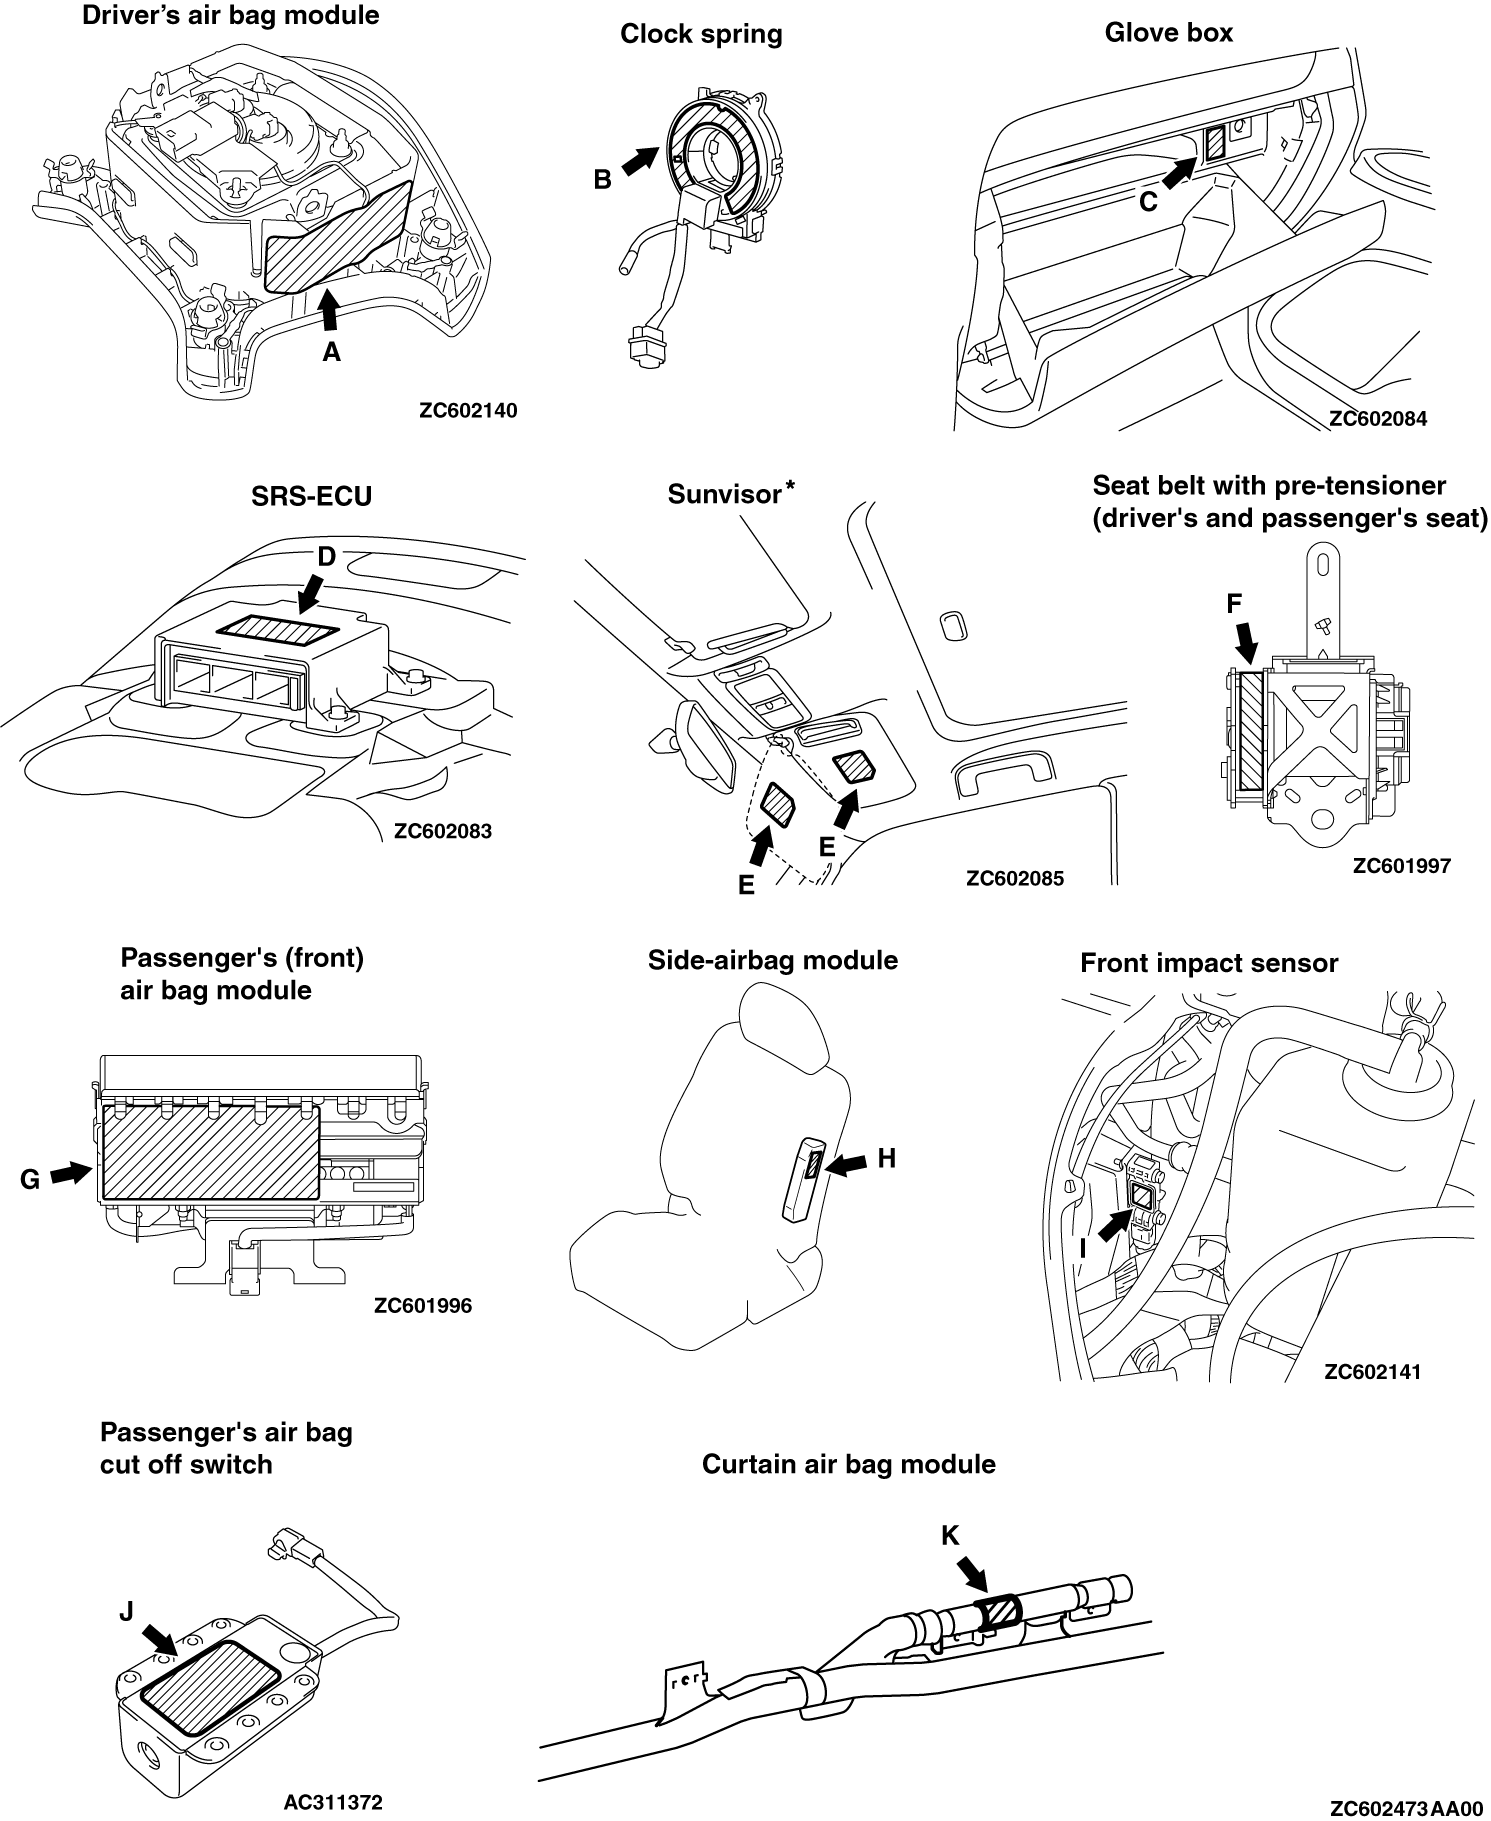 Driver’s air bag module
Clock spring
Glove box
B
C
A
ZC602140
ZC602084
SRS-ECU
Sunvisor*
Seat belt with pre-tensioner
(driver's and passenger's seat)
D
F
E
E
ZC602083
ZC602085
ZC601997
Passenger's (front)
air bag module
Side-airbag module
Front impact sensor
G
H
I
ZC601996
ZC602141
Passenger's air bag
cut off switch
Curtain air bag module
K
J
AC311372
ZC602473AA00